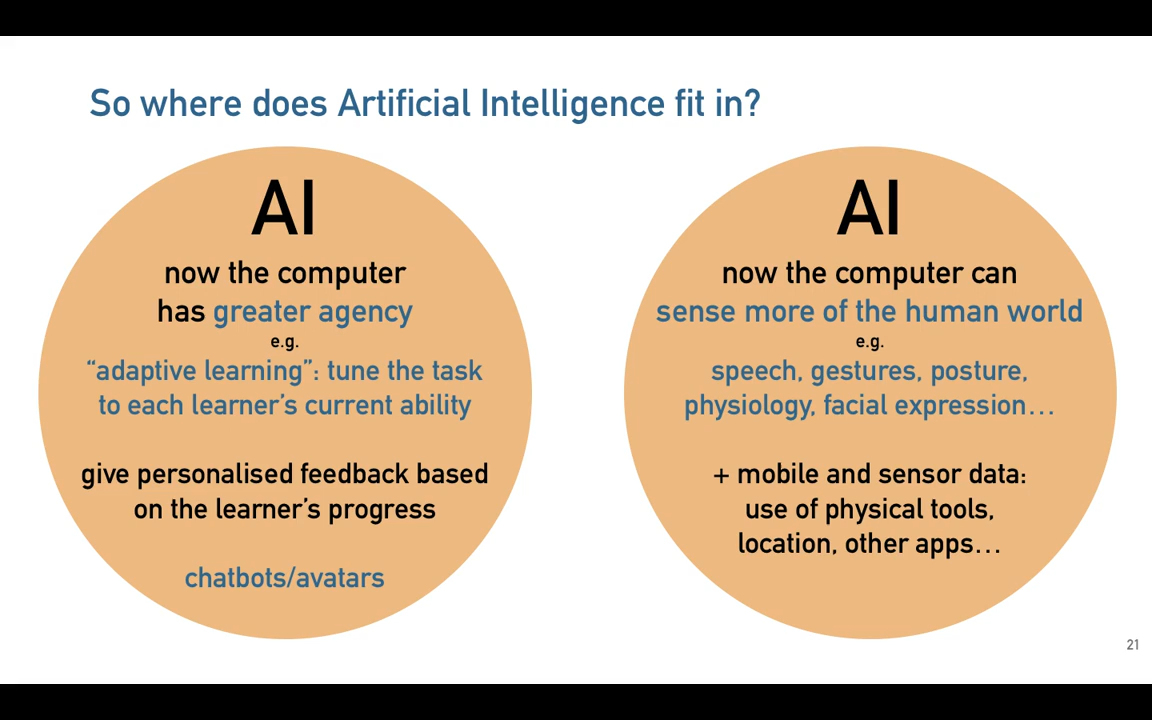 So where does Artificial Intelligence fit in?
AI
now the computer
has greater agency
e.g.
“adaptive learning”: tune the task
to each learner’s current ability
give personalised feedback based
on the learner’s progress
chatbots/avatars
AI
now the computer can
sense more of the human world
e.g.
speech, gestures, posture,
physiology, facial expression…
+ mobile and sensor data:
use of physical tools,
location, other apps…
21